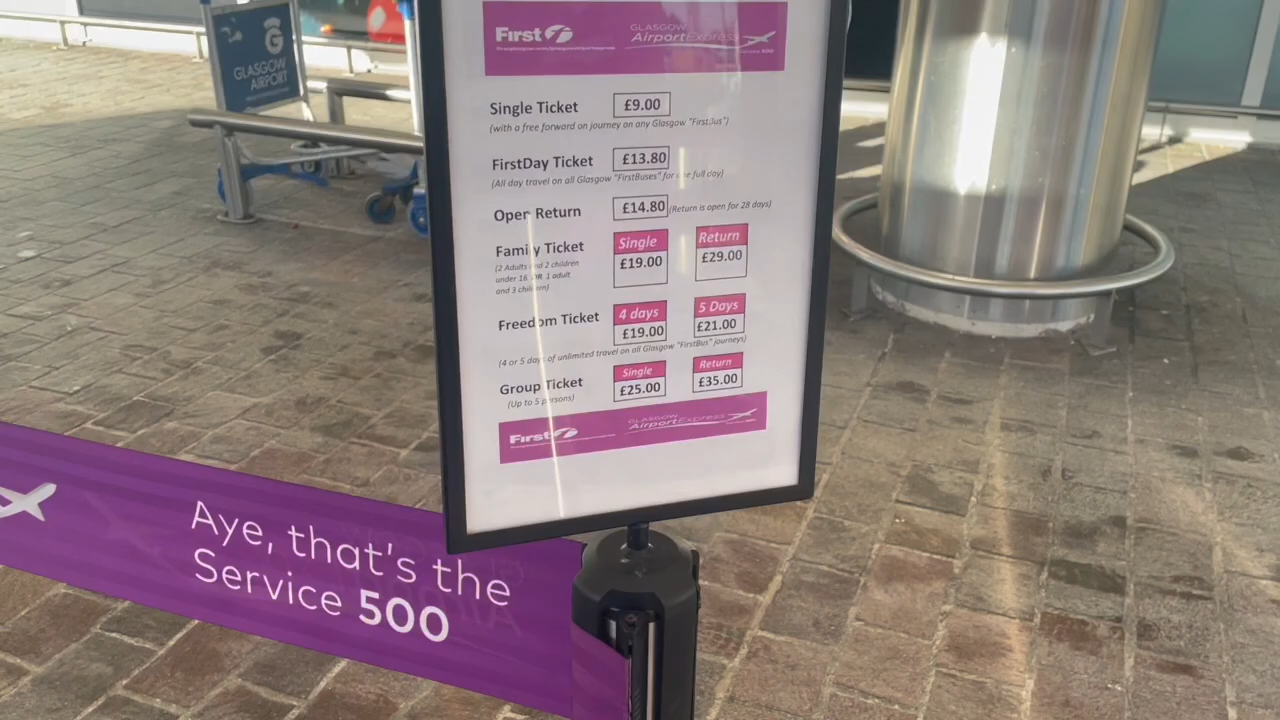 GLASGOW
AIRPORT
First
GLASGOW
AirportExpress
SERVICE 500
Single Ticket £9.00
(with a free forward on journey on any Glasgow "FirstBus")
FirstDay Ticket £13.80
(All day travel on all Glasgow "FirstBuses" for one full day)
Open Return £14.80 (Return is open for 28 days)
Family Ticket Single Return
£19.00 £29.00
(2 Adults and 2 children
under 16 OR 1 adult
and 3 children)
Freedom Ticket 4 days 5 Days
£19.00 £21.00
(4 or 5 days of unlimited travel on all Glasgow "FirstBus" journeys)
Group Ticket Single Return
£25.00 £35.00
(Up to 5 persons)
First
GLASGOW
AirportExpress
Aye, that's the
Service 500